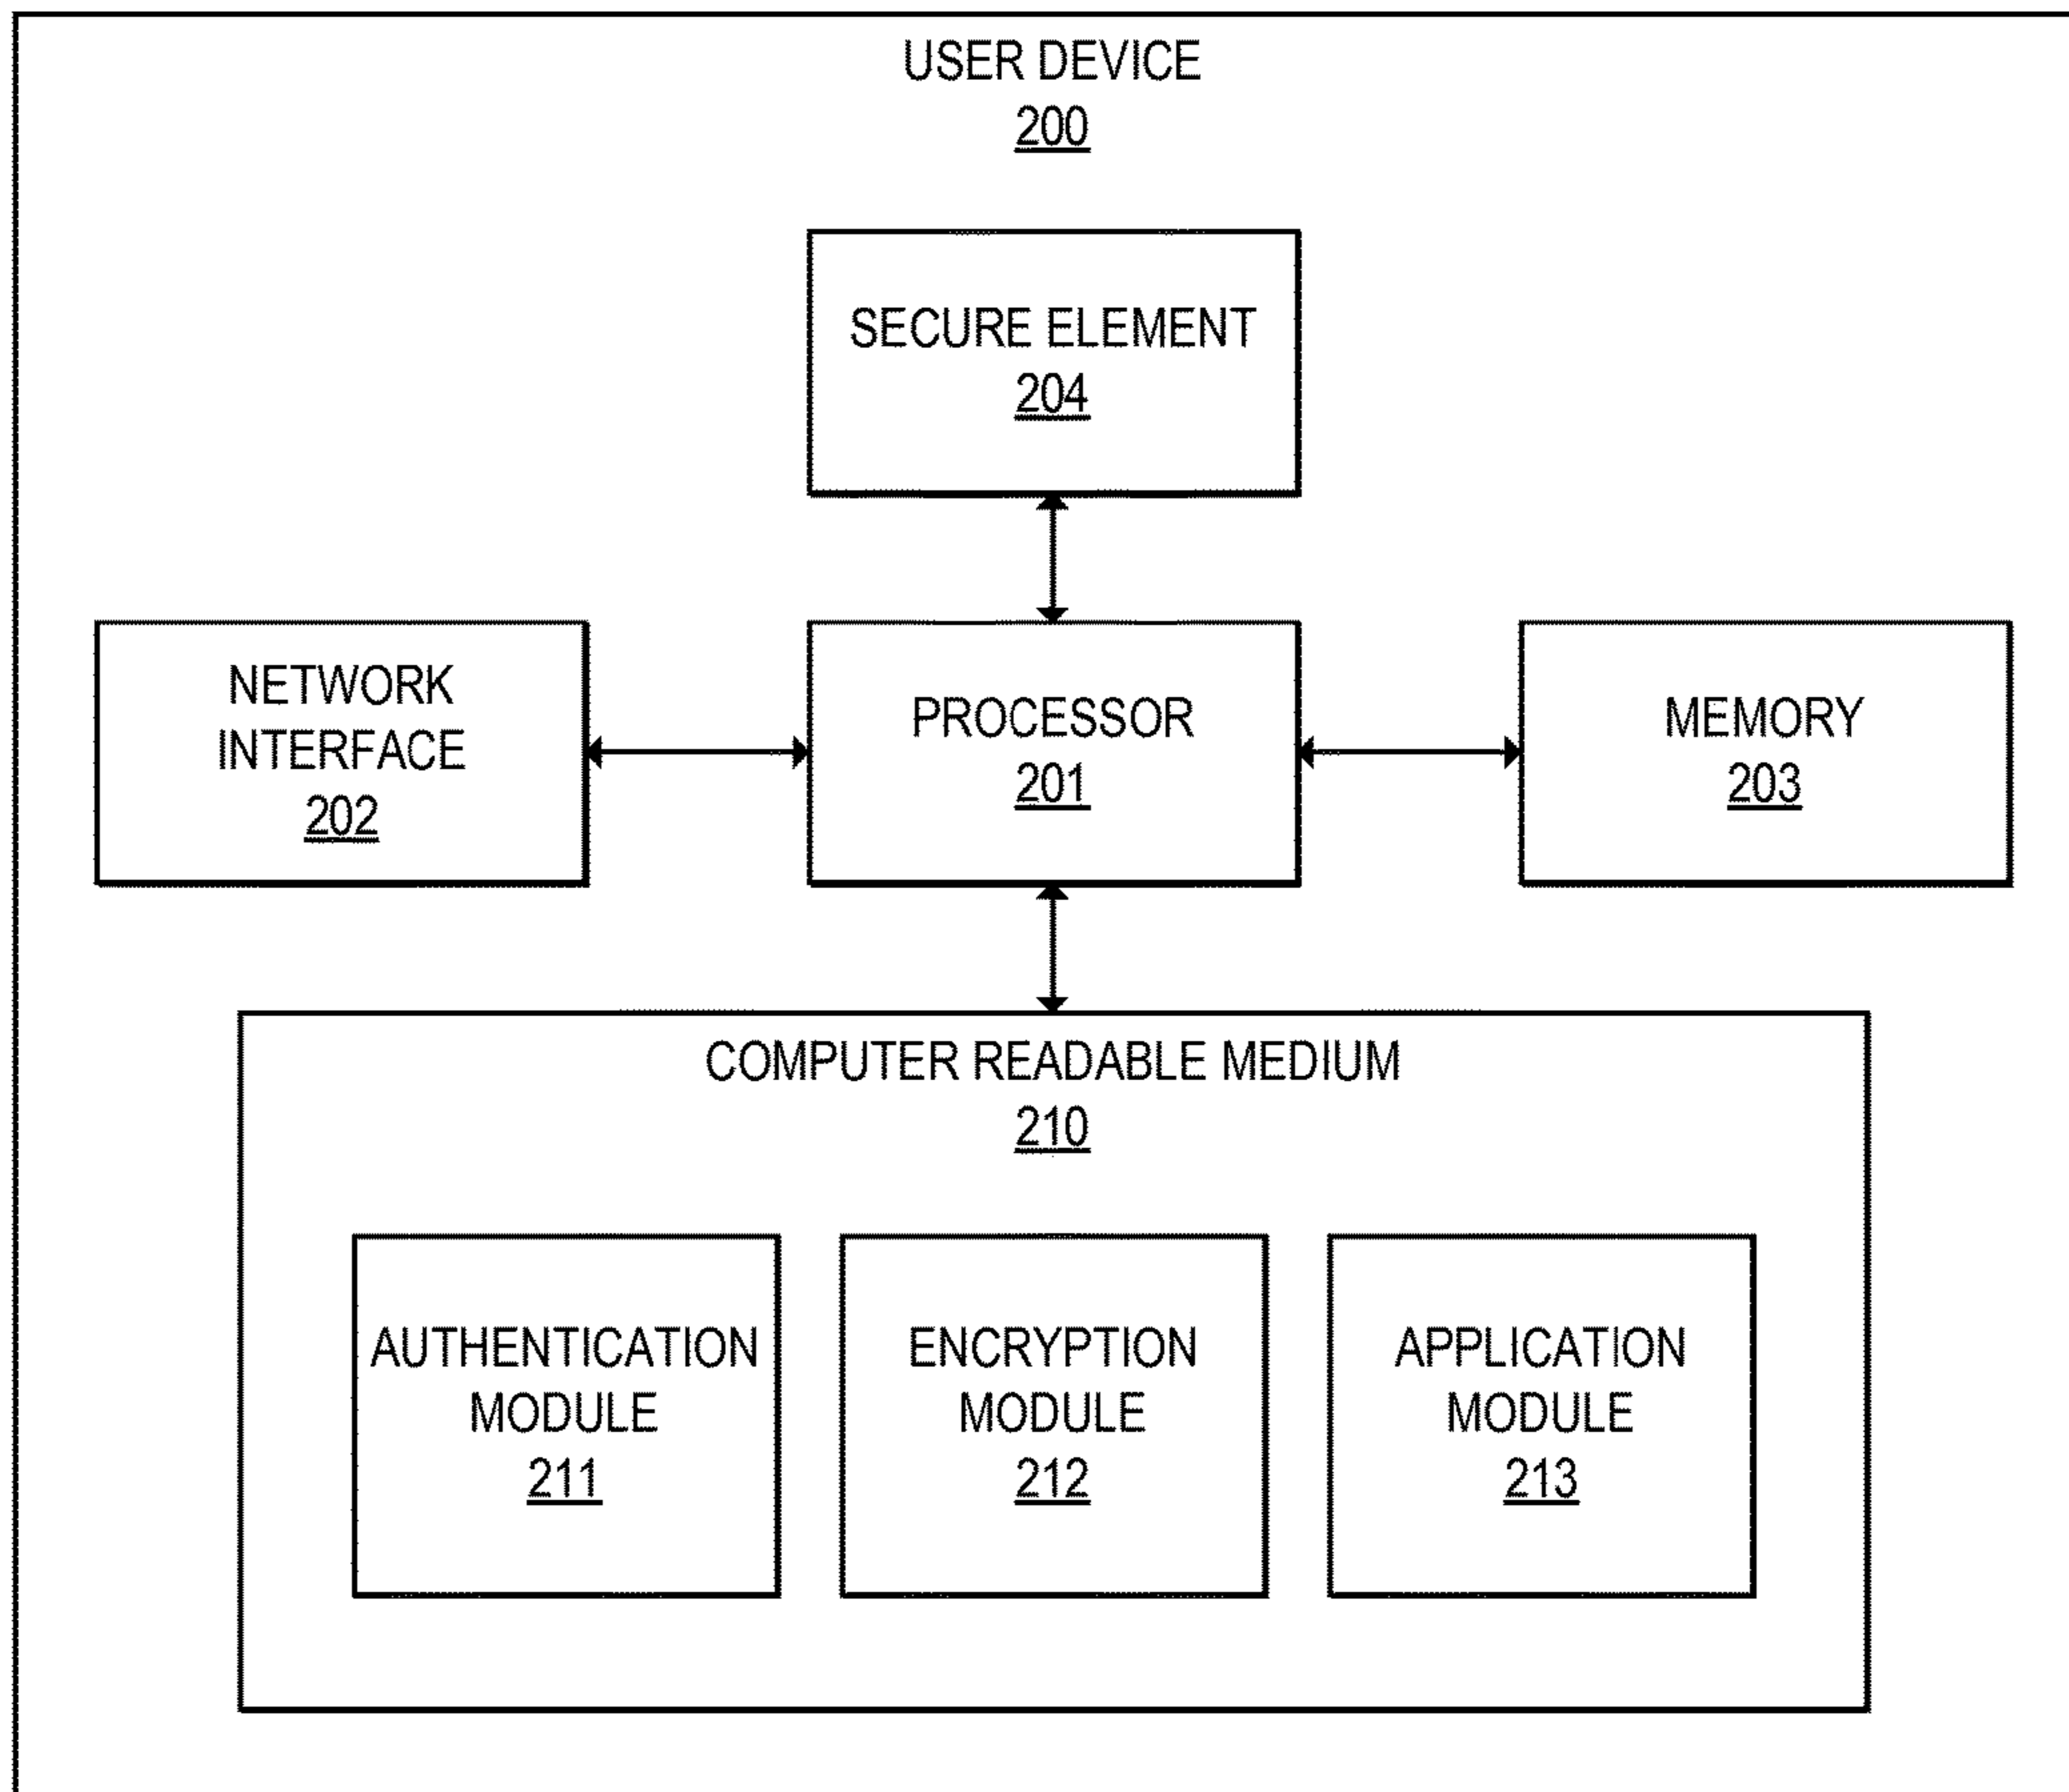 USER DEVICE
200
SECURE ELEMENT
204
NETWORK
INTERFACE
202
PROCESSOR
201
MEMORY
203
COMPUTER READABLE MEDIUM
210
AUTHENTICATION
MODULE
211
ENCRYPTION
MODULE
212
APPLICATION
MODULE
213